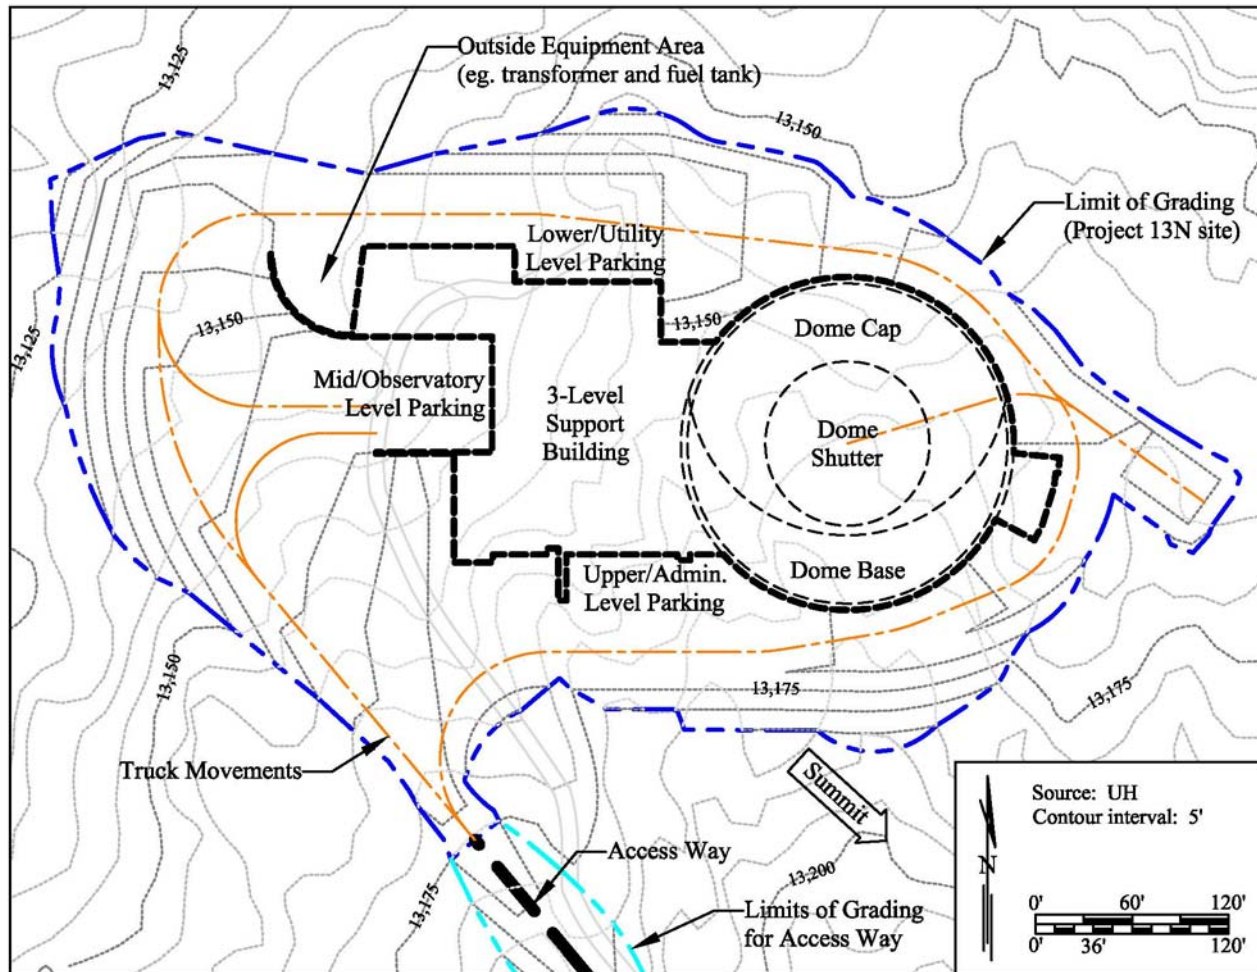 13,125
Outside Equipment Area
(eg. transformer and fuel tank)
13,150
Limit of Grading
(Project 13N site)
Lower/Utility
Level Parking
13,125
13,150
13,150
Dome Cap
Mid/Observatory
Level Parking
3-Level
Support
Building
Dome
Shutter
Upper/Admin.
Level Parking
Dome Base
13,150
13,175
13,175
Truck Movements
Summit
Source: UH
Contour interval: 5'
N
Access Way
13,175
13,200
Limits of Grading
for Access Way
0' 60' 120'
0' 36' 120'